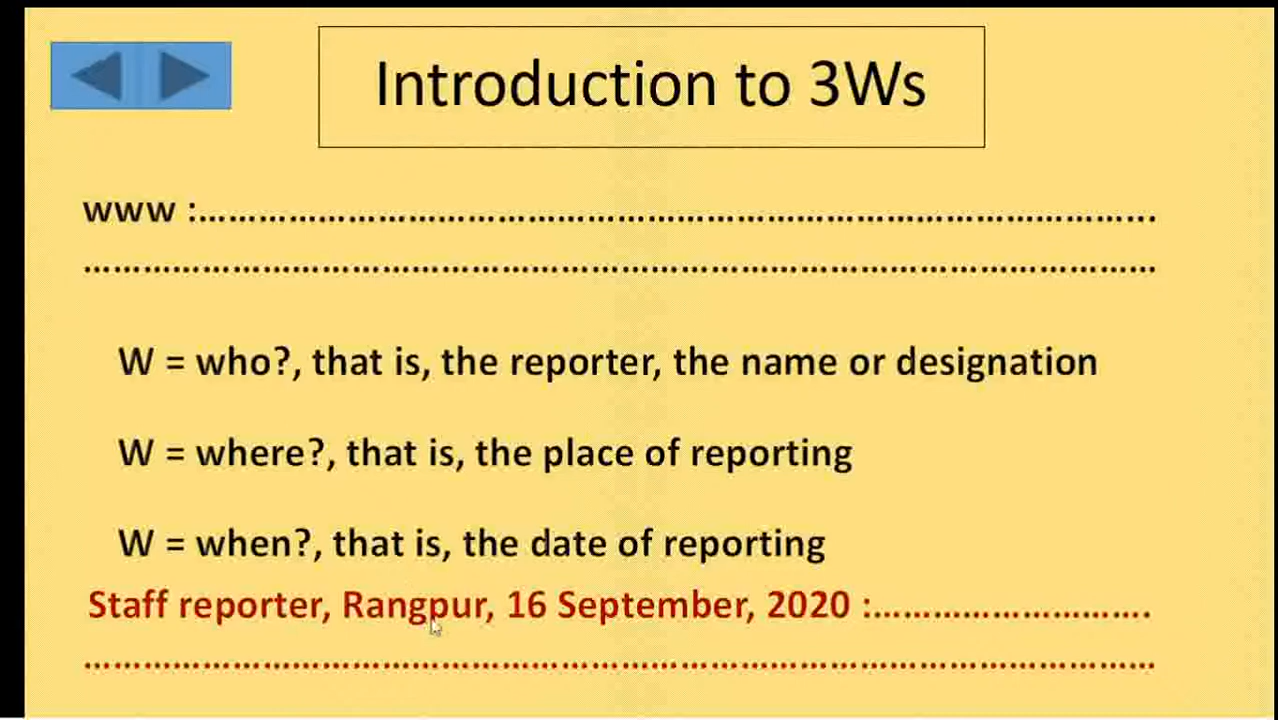 Introduction to 3Ws
www :……………………………………………………………………………………..
………………………………………………………………………………………………
W = who?, that is, the reporter, the name or designation
W = where?, that is, the place of reporting
W = when?, that is, the date of reporting
Staff reporter, Rangpur, 16 September, 2020 :……………………….
………………………………………………………………………………………………